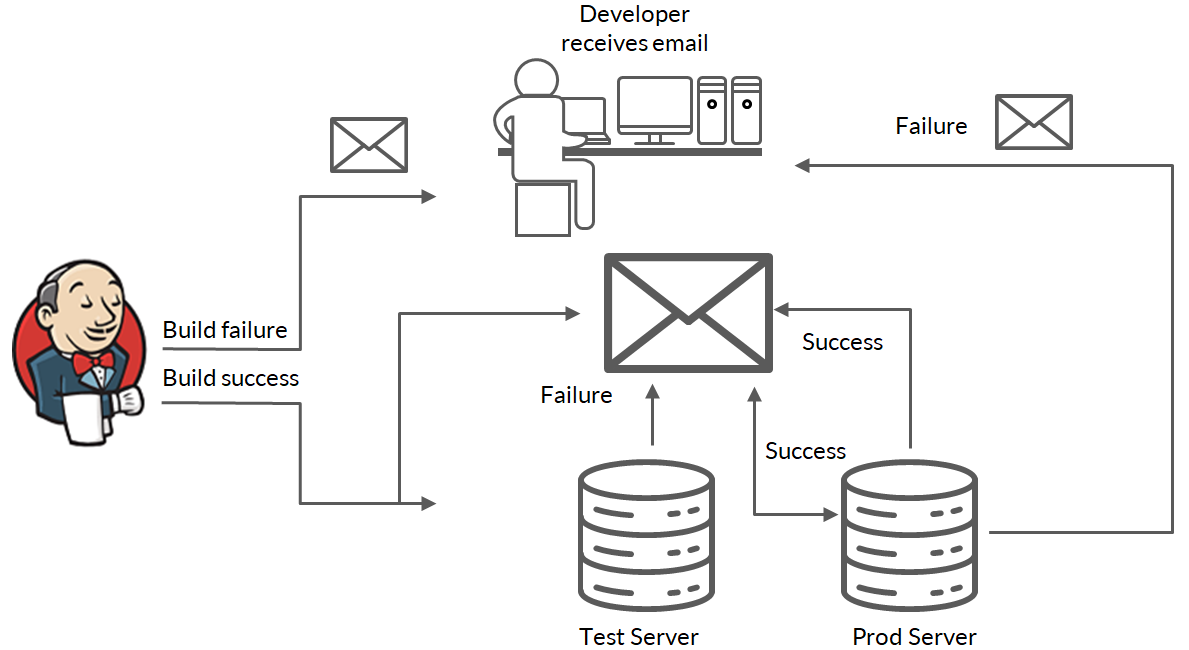 Developer
receives email
Failure
Build failure
Success
Build success
Failure
Success
Test Server
Prod Server